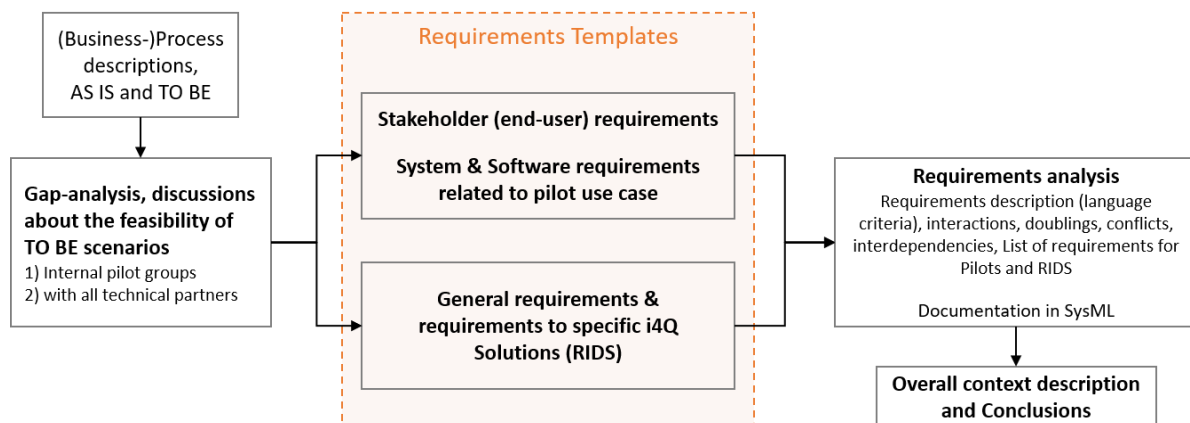 (Business-)Process
descriptions,
AS IS and TO BE
Gap-analysis, discussions
about the feasibility of
TO BE scenarios
1) Internal pilot groups
2) with all technical partners
Requirements Templates
Stakeholder (end-user) requirements
System & Software requirements
related to pilot use case
General requirements &
requirements to specific i4Q
Solutions (RIDS)
Requirements analysis
Requirements description (language
criteria), interactions, doublings, conflicts,
interdependencies, List of requirements for
Pilots and RIDS
Documentation in SysML
Overall context description
and Conclusions